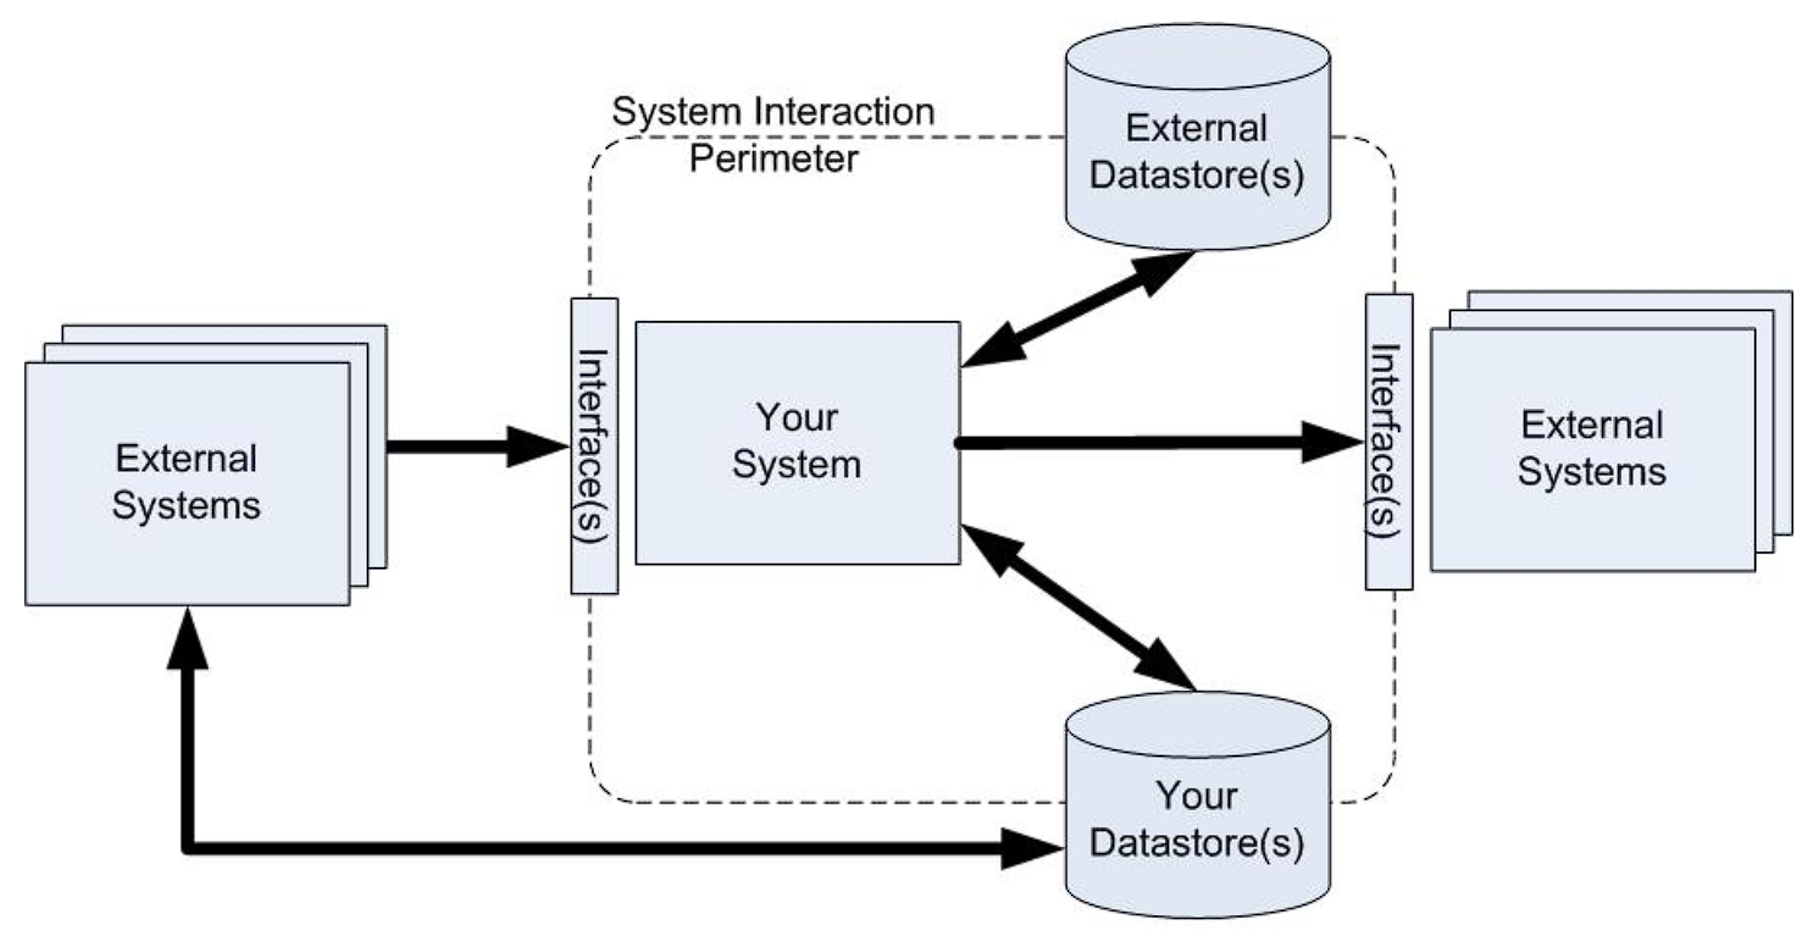 System Interaction
Perimeter
External
Datastore(s)
External
Systems
Interface(s)
Your
System
Interface(s)
External
Systems
Your
Datastore(s)